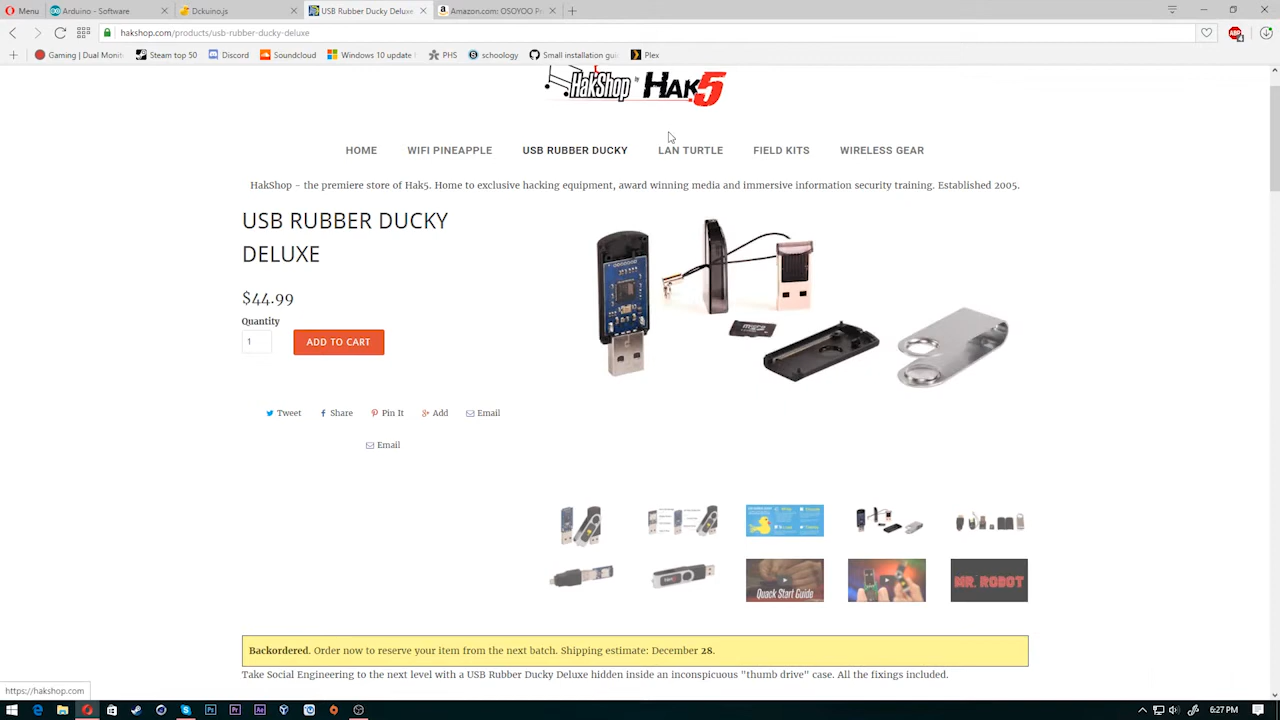 Menu
Arduino - Software
Dkuino.js
USB Rubber Ducky Deluxe
Amazon.com: OSOYOO Pr
hakshop.com/products/usb-rubber-ducky-deluxe
Gaming | Dual Monit
Steam top 50
Discord
Soundcloud
Windows 10 update
PHS
schoology
Small installation gui
Plex
HakShop by HAK5
HOME
WIFI PINEAPPLE
USB RUBBER DUCKY
LAN TURTLE
FIELD KITS
WIRELESS GEAR
HakShop - the premiere store of Hak5. Home to exclusive hacking equipment, award winning media and immersive information security training. Established 2005.
USB RUBBER DUCKY
DELUXE
$44.99
Quantity
1
ADD TO CART
Tweet
Share
Pin It
Add
Email
Email
Quack Start Guide
MR. ROBOT
Backordered. Order now to reserve your item from the next batch. Shipping estimate: December 28.
Take Social Engineering to the next level with a USB Rubber Ducky Deluxe hidden inside an inconspicuous "thumb drive" case. All the fixings included.
https://hakshop.com
6:27 PM